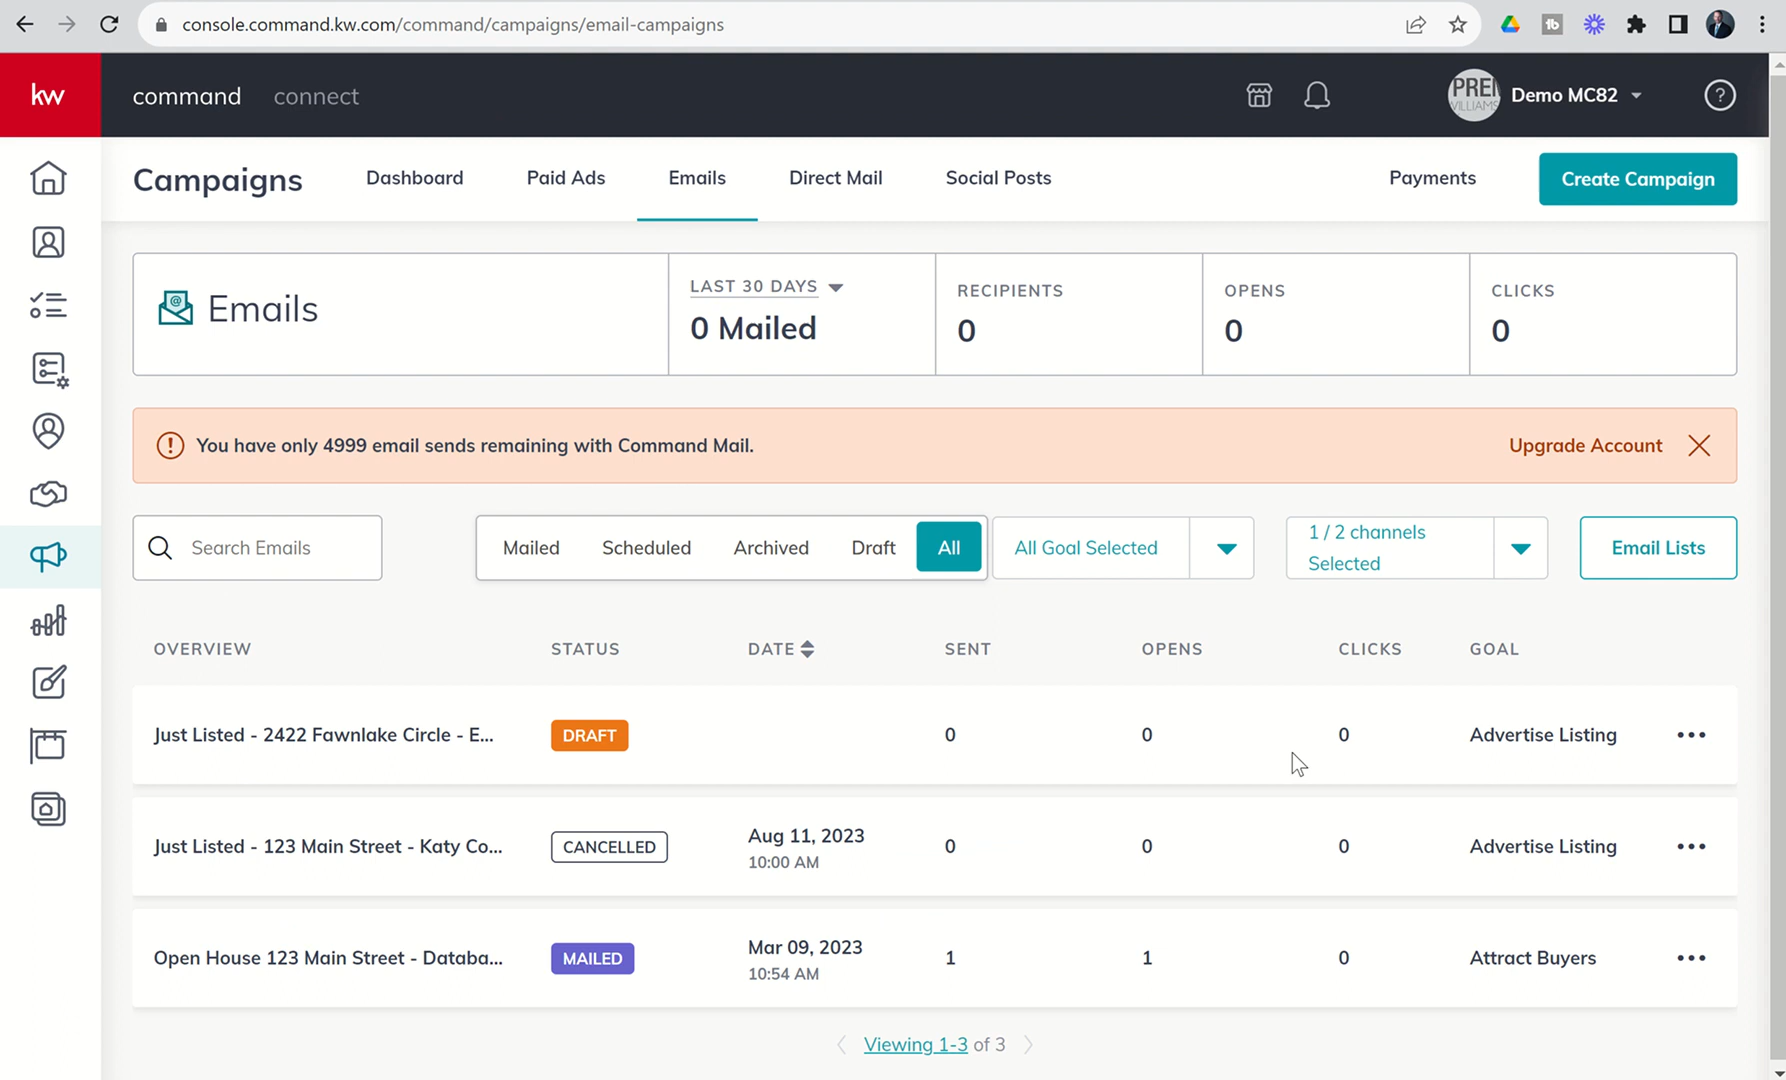 console.command.kw.com/command/campaigns/email-campaigns
kw
command
connect
PREM
WILLIAMS
Demo MC82
?
Campaigns
Dashboard
Paid Ads
Emails
Direct Mail
Social Posts
Payments
Create Campaign
Emails
LAST 30 DAYS
0 Mailed
RECIPIENTS
0
OPENS
0
CLICKS
0
You have only 4999 email sends remaining with Command Mail.
Upgrade Account
Search Emails
Mailed
Scheduled
Archived
Draft
All
All Goal Selected
1 / 2 channels
Selected
Email Lists
OVERVIEW STATUS DATE SENT OPENS CLICKS GOAL
Just Listed - 2422 Fawnlake Circle - E... DRAFT 0 0 0 Advertise Listing
Just Listed - 123 Main Street - Katy Co... CANCELLED Aug 11, 2023 0 0 0 Advertise Listing
10:00 AM
Open House 123 Main Street - Databa... MAILED Mar 09, 2023 1 1 0 Attract Buyers
10:54 AM
Viewing 1-3 of 3